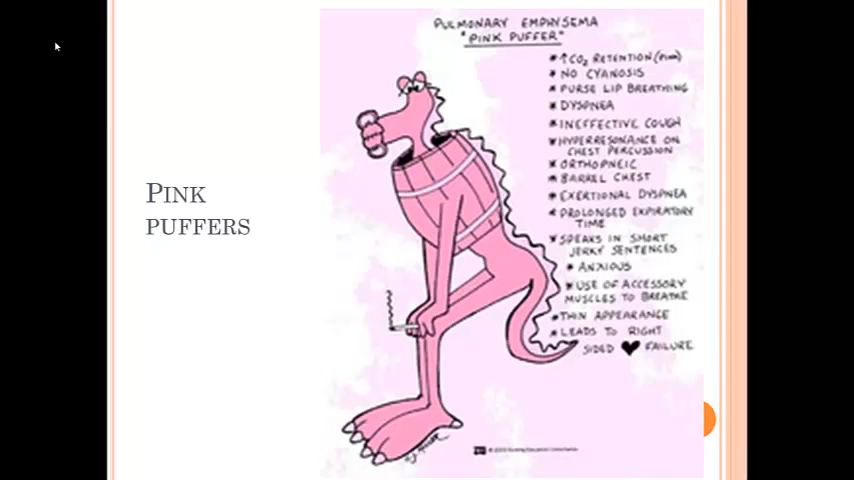 PINK
PUFFERS
PULMONARY EMPHYSEMA
"PINK PUFFER"
* ↑CO₂ RETENTION (PINK)
* NO CYANOSIS
* PURSE LIP BREATHING
* DYSPNEA
* INEFFECTIVE COUGH
* HYPERRESONANCE ON
CHEST PERCUSSION
* ORTHOPNEIC
* BARREL CHEST
* EXERTIONAL DYSPNEA
* PROLONGED EXPIRATORY
TIME
* SPEAKS IN SHORT
JERKY SENTENCES
* ANXIOUS
* USE OF ACCESSORY
MUSCLES TO BREATHE
* THIN APPEARANCE
* LEADS TO RIGHT
SIDED ♥ FAILURE